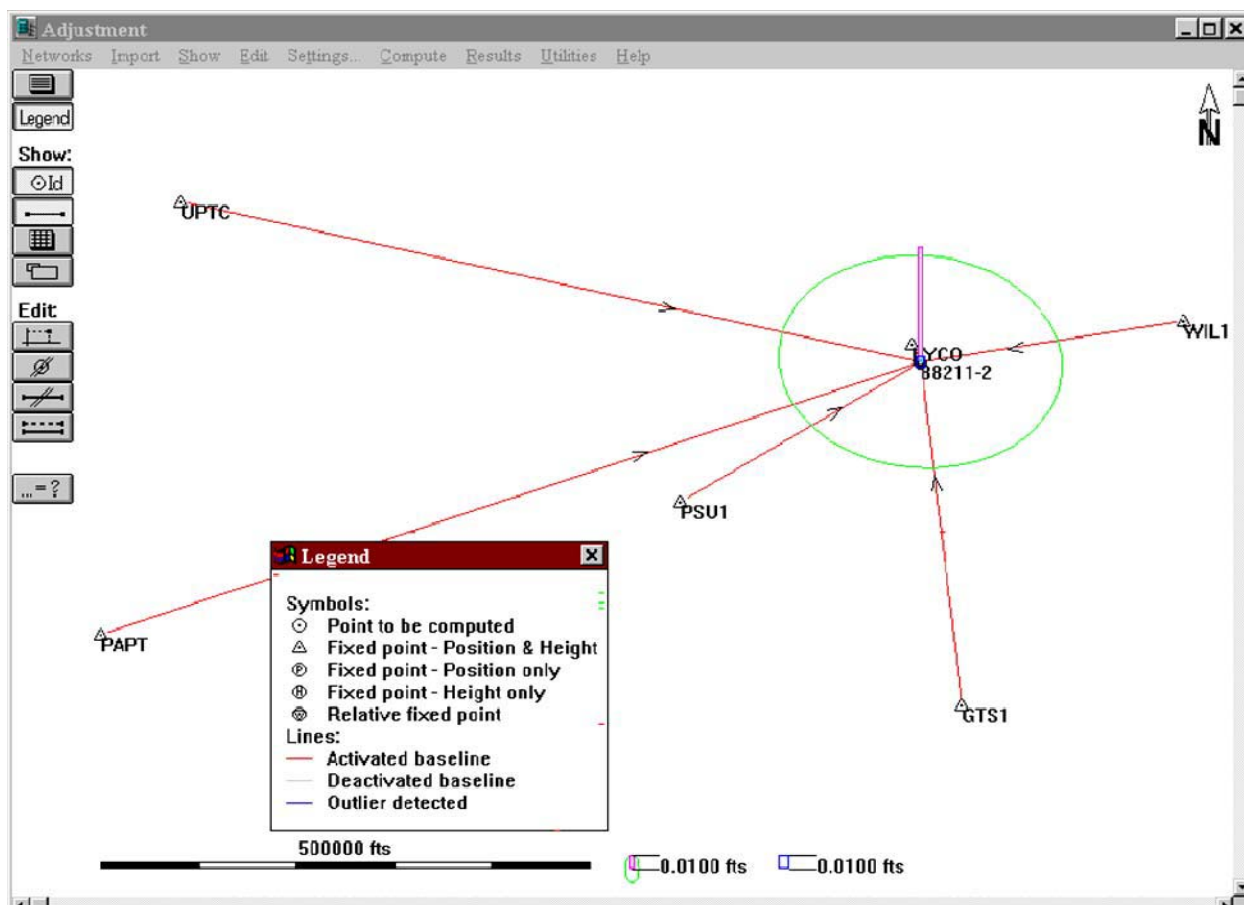 Adjustment
Networks Import Show Edit Settings... Compute Results Utilities Help
Legend
N
Show:
Id
UPTC
WIL1
LYCO
88211-2
Edit:
...=?
PSU1
PAPT
GTS1
Legend
Symbols:
Point to be computed
Fixed point - Position & Height
P Fixed point - Position only
H Fixed point - Height only
Relative fixed point
Lines:
Activated baseline
Deactivated baseline
Outlier detected
500000 fts
0.0100 fts
0.0100 fts